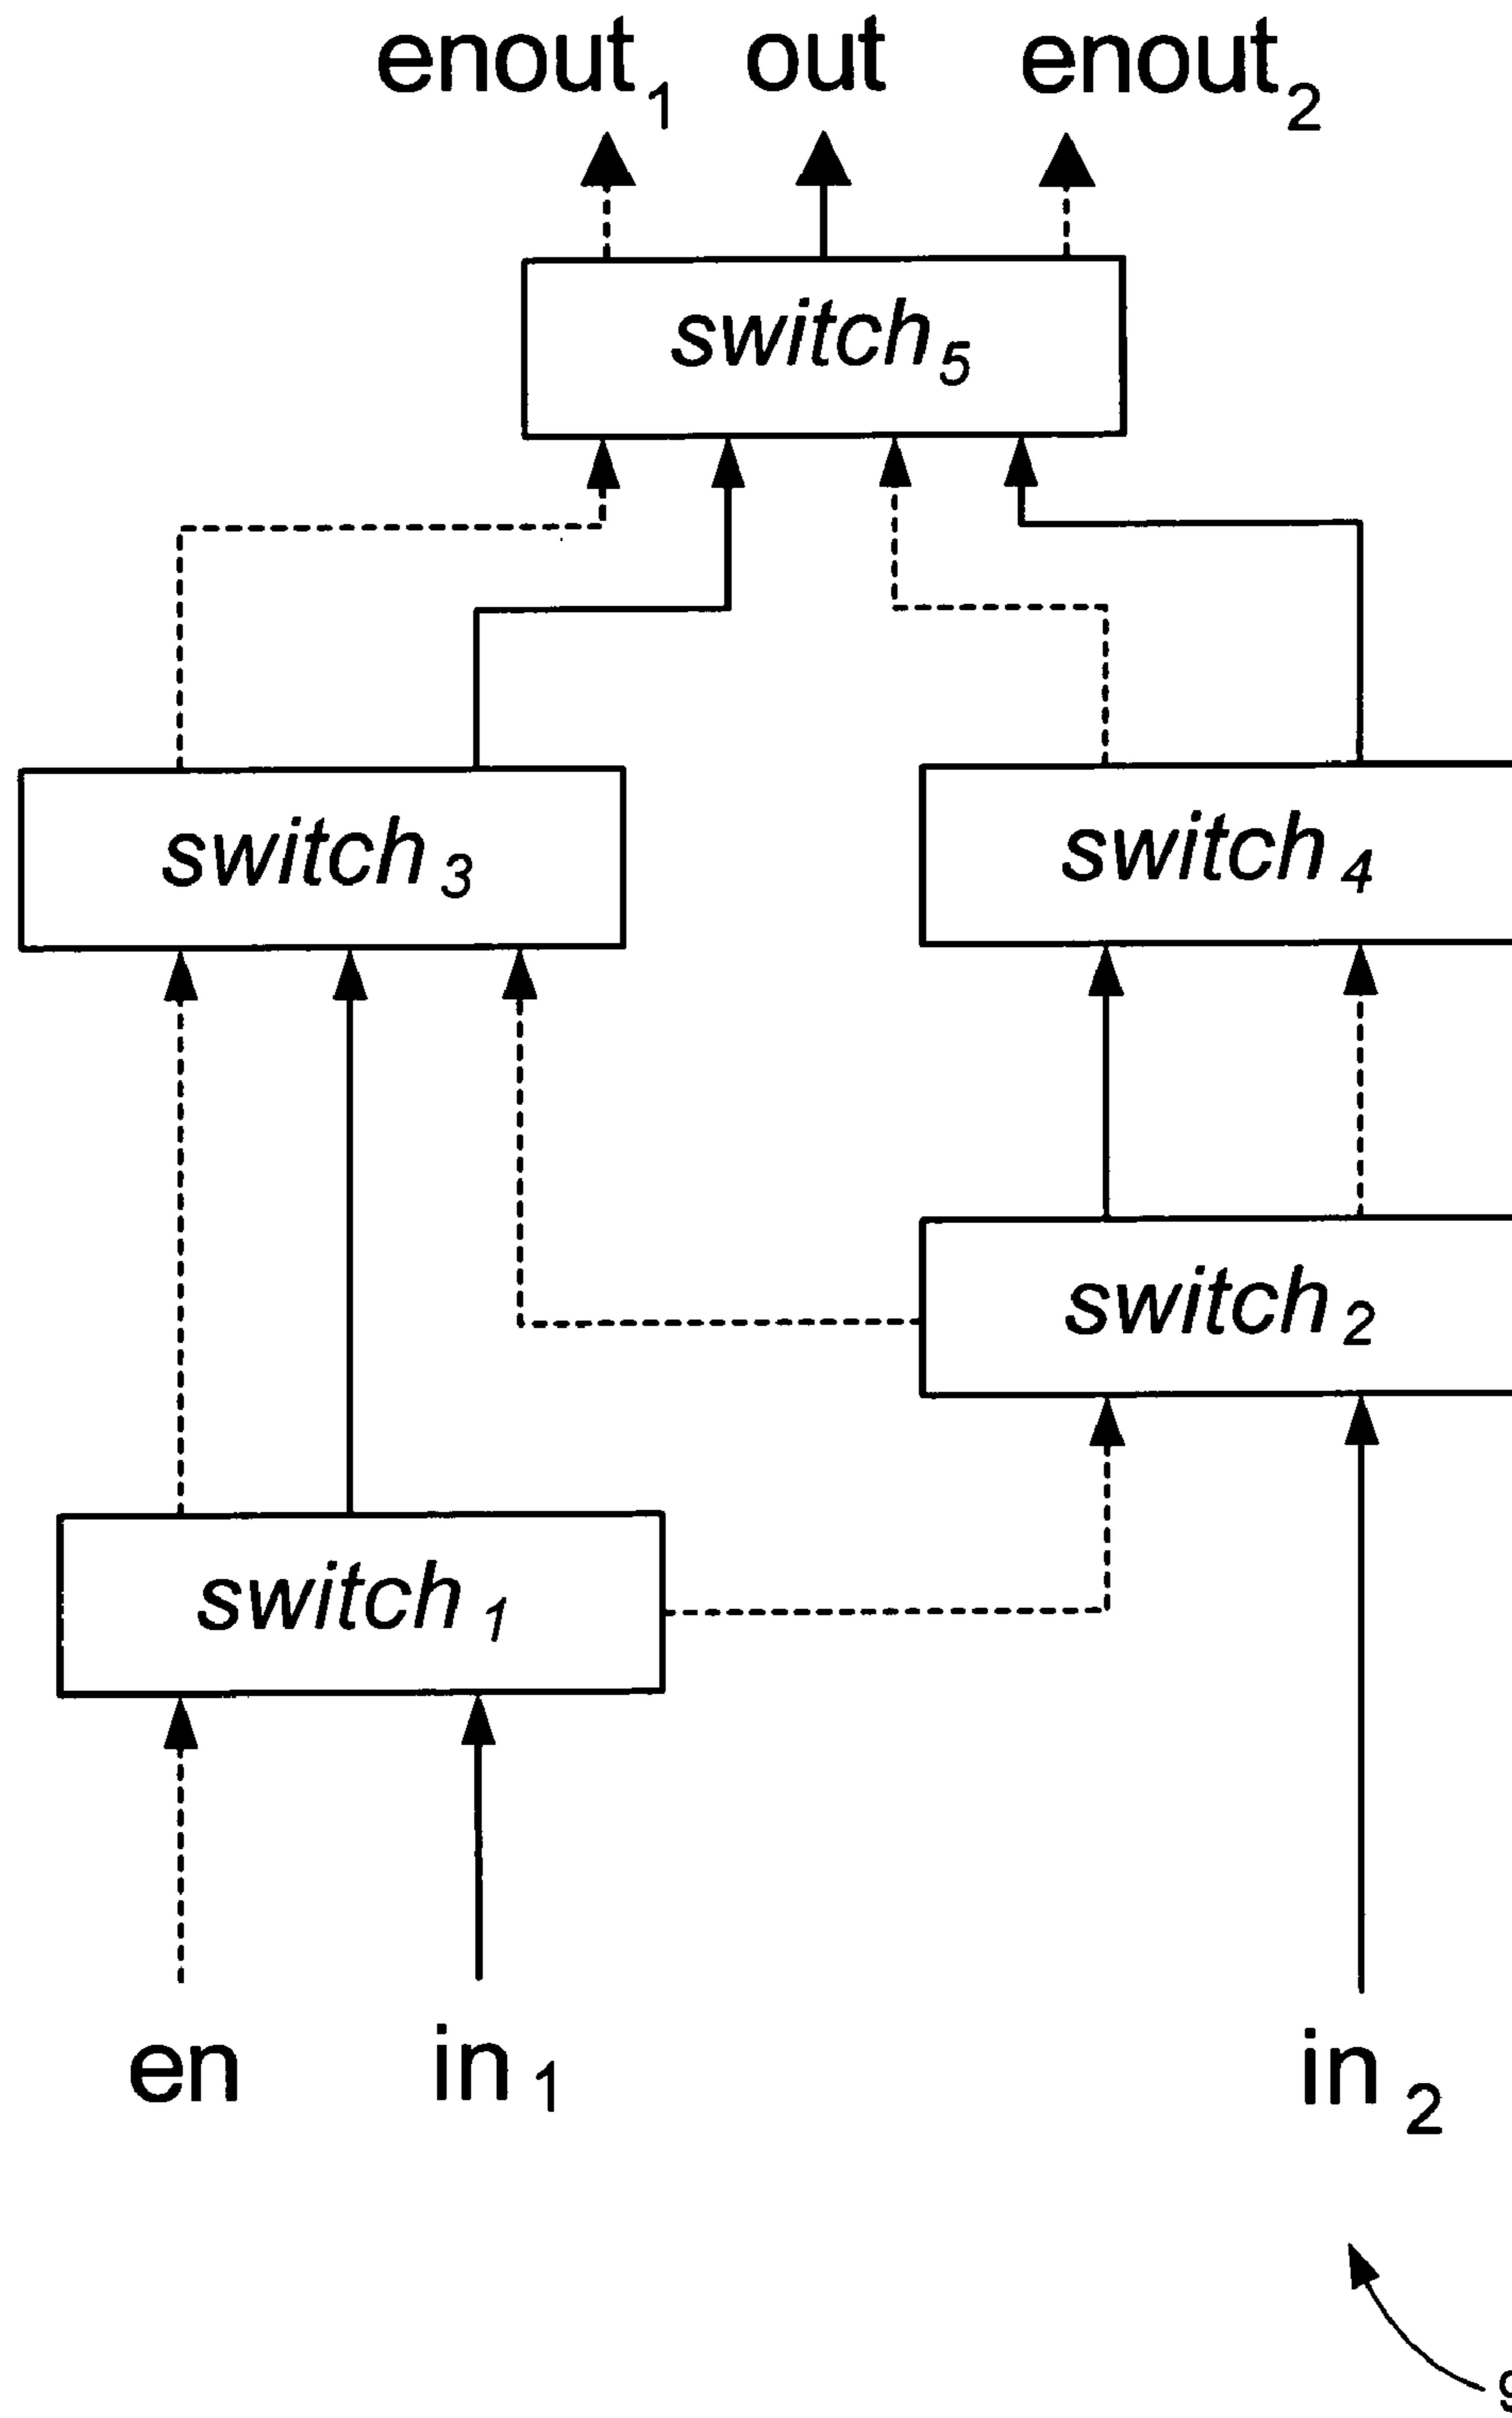 enout1 out enout2
switch5
switch3 switch4
switch2
switch1
en in1 in2